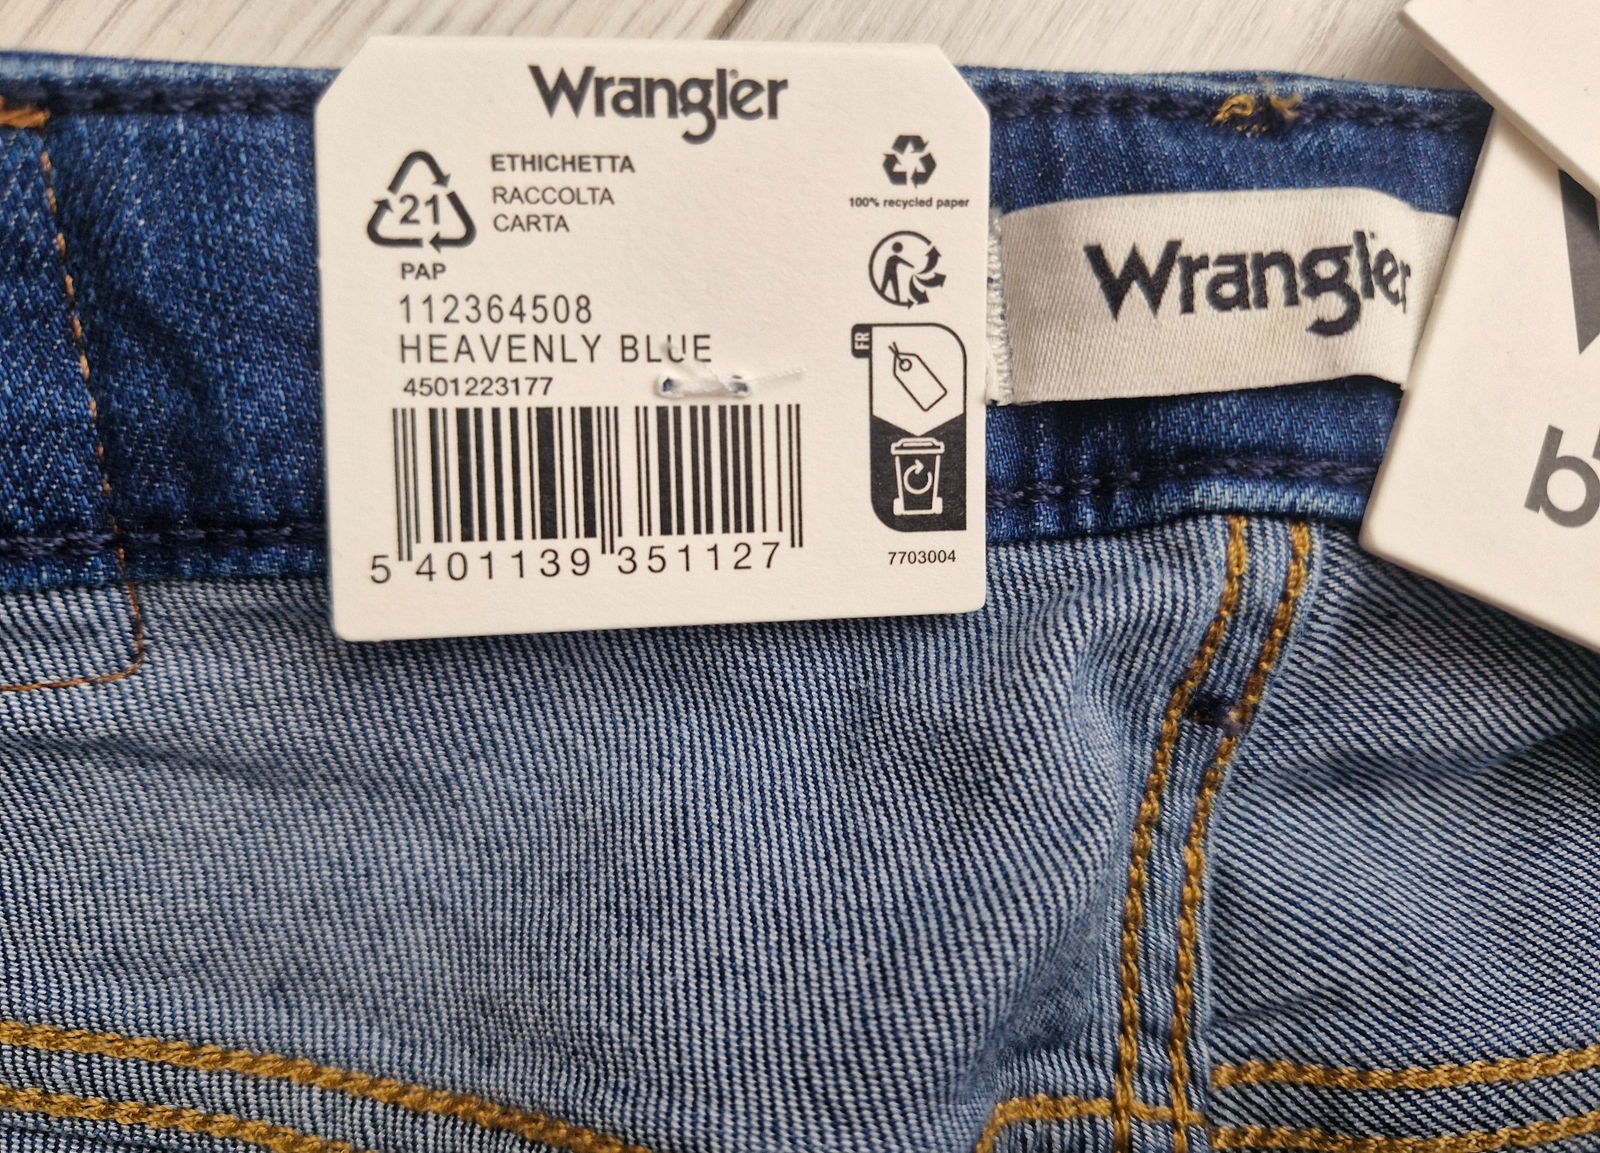 Wrangler
ETHICHETTA
RACCOLTA
CARTA
21
PAP
100% recycled paper
112364508
HEAVENLY BLUE
4501223177
FR
5 401139 351127
7703004
Wrangler